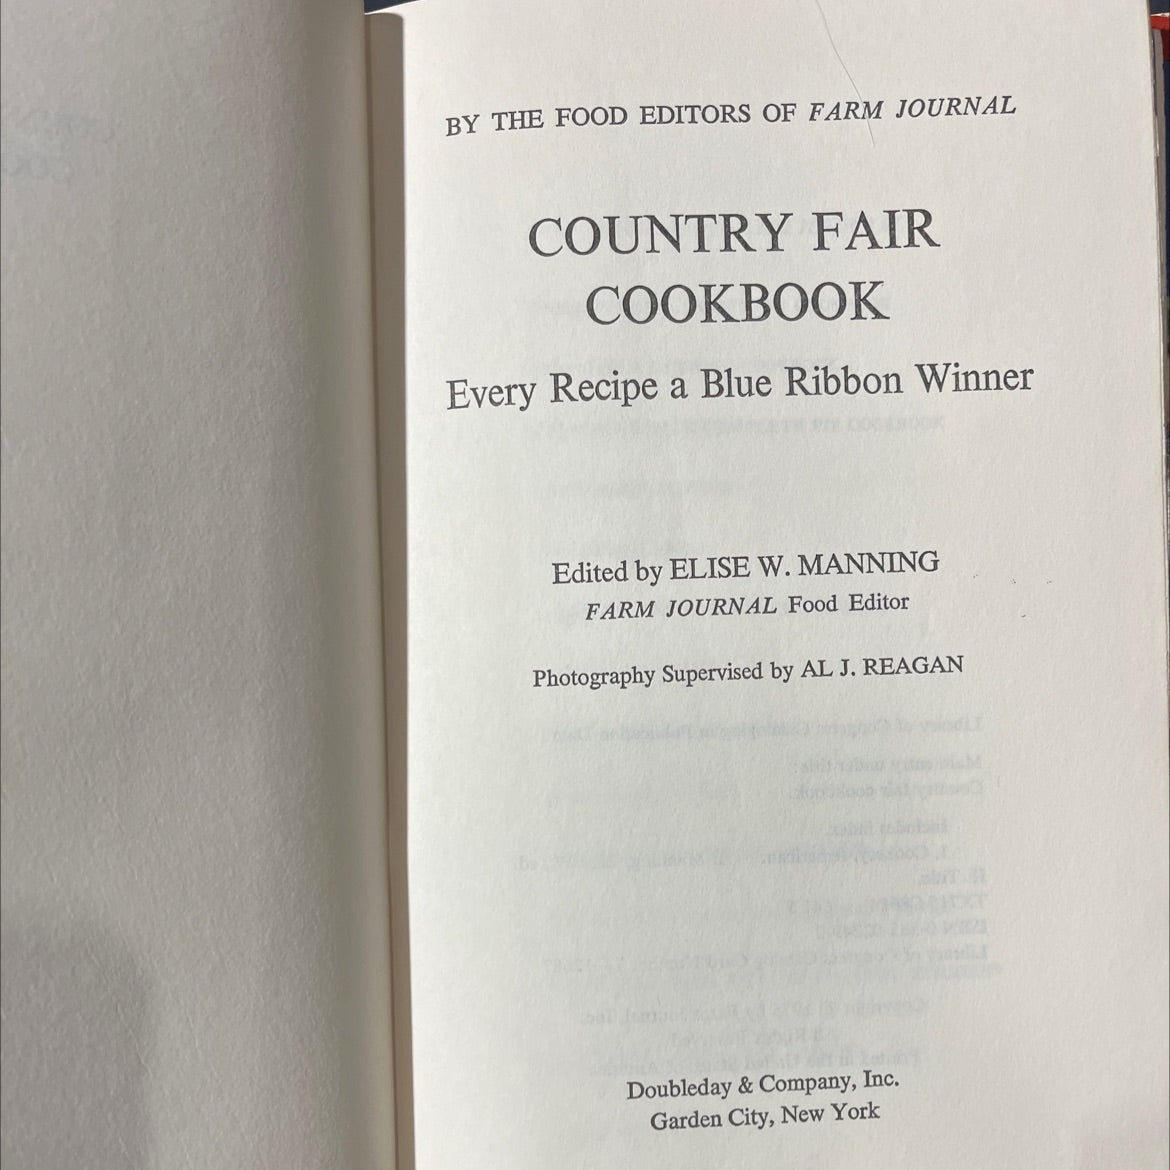 BY THE FOOD EDITORS OF FARM JOURNAL
COUNTRY FAIR
COOKBOOK
Every Recipe a Blue Ribbon Winner
Edited by ELISE W. MANNING
FARM JOURNAL Food Editor
Photography Supervised by AL J. REAGAN
Doubleday & Company, Inc.
Garden City, New York